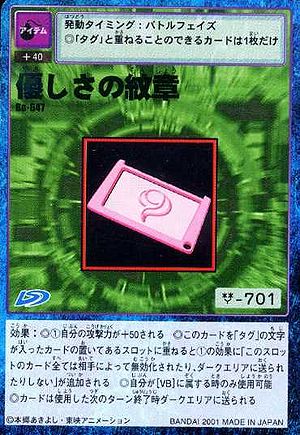 アイテム
+40
発動タイミング：バトルフェイズ
◎「タグ」と重ねることのできるカードは1枚だけ
優しさの紋章
Bo-647
-701
効果：◎①自分の攻撃力が+50される ◎このカードを「タグ」の文字
が入ったカードの置いてあるスロットに重ねると①の効果に「このスロッ
トのカード全ては相手によって無効化されたり、ダークエリアに送られ
たりしない」が追加される ◎自分が[VB]に属する時のみ使用可能
◎カードは使用した次のターン終了時ダークエリアに送られる
©本郷あきよし・東映アニメーション
BANDAI 2001 MADE IN JAPAN